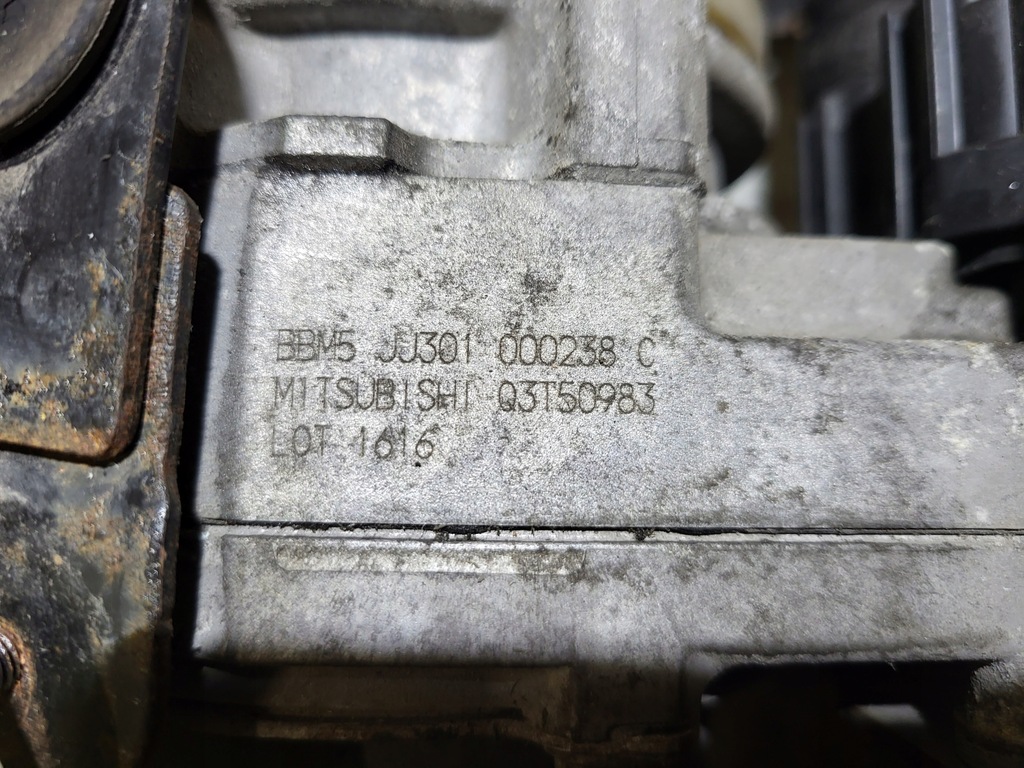 BBM5 JJ301 000238 C
MITSUBISHI Q3T50983
LOT 1616